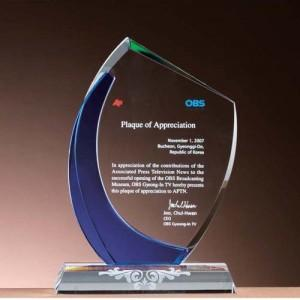 OBS
Plaque of Appreciation
November 1, 2007
Bucheon, Gyeonggi-Do,
Republic of Korea
In appreciation of the contributions of the
Associated Press Television News to the
successful opening of the OBS Broadcasting
Museum, OBS Gyeong-In TV hereby presents
this plaque of appreciation to APTN.
Joo, Chul-Hwan
CEO
OBS Gyeong-In TV